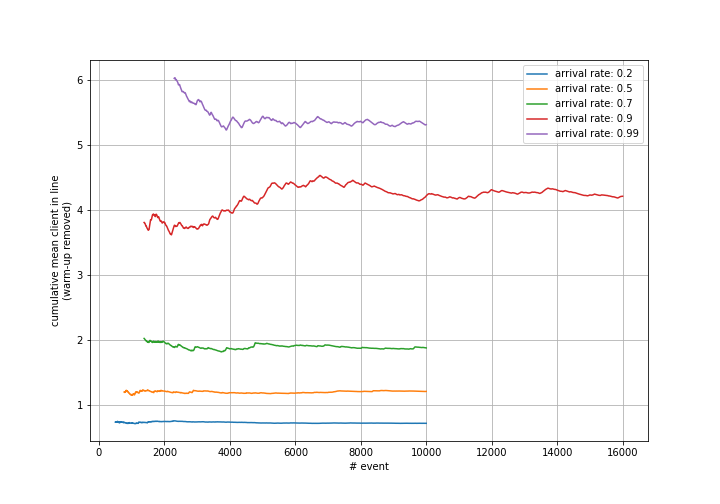 arrival rate: 0.2
arrival rate: 0.5
arrival rate: 0.7
arrival rate: 0.9
arrival rate: 0.99
6
5
4
3
2
1
cumulative mean client in line
(warm-up removed)
0
2000
4000
6000
8000
10000
12000
14000
16000
# event